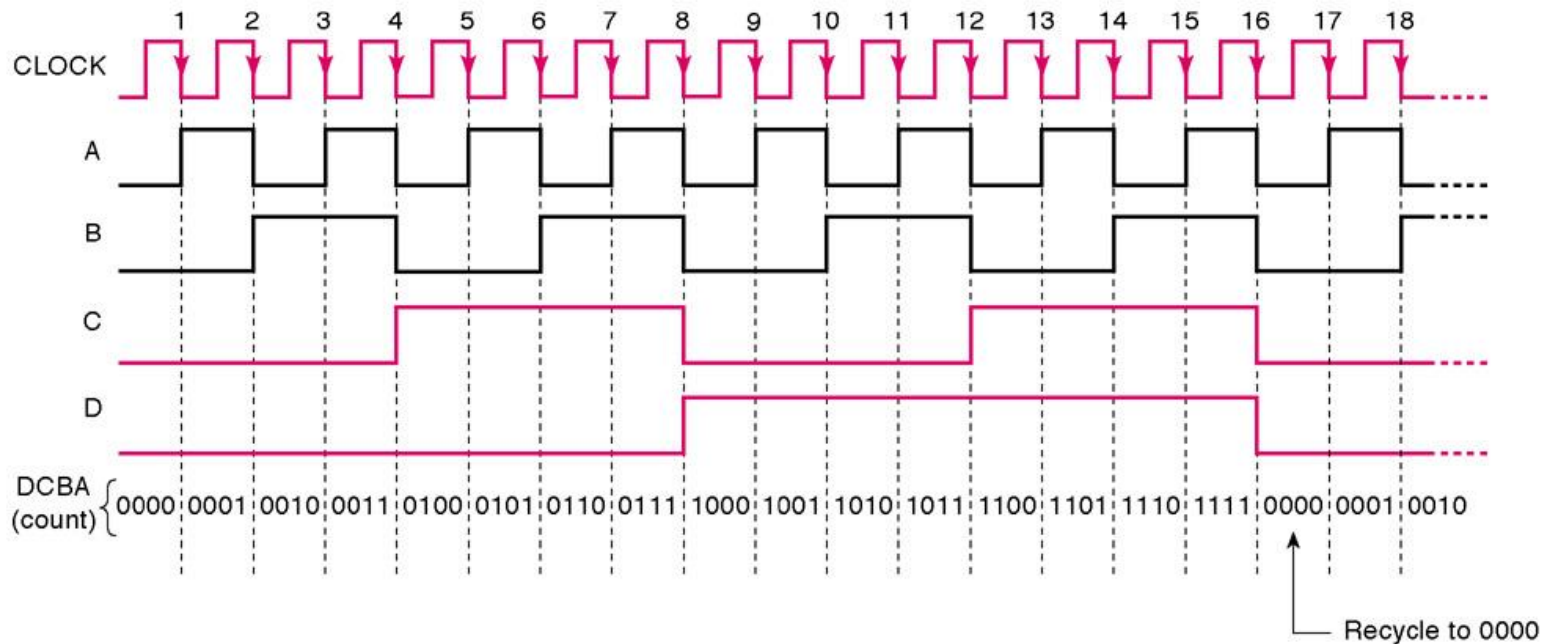 1 2 3 4 5 6 7 8 9 10 11 12 13 14 15 16 17 18
CLOCK
A
B
C
D
DCBA
(count)
0000 0001 0010 0011 0100 0101 0110 0111 1000 1001 1010 1011 1100 1101 1110 1111 0000 0001 0010
Recycle to 0000